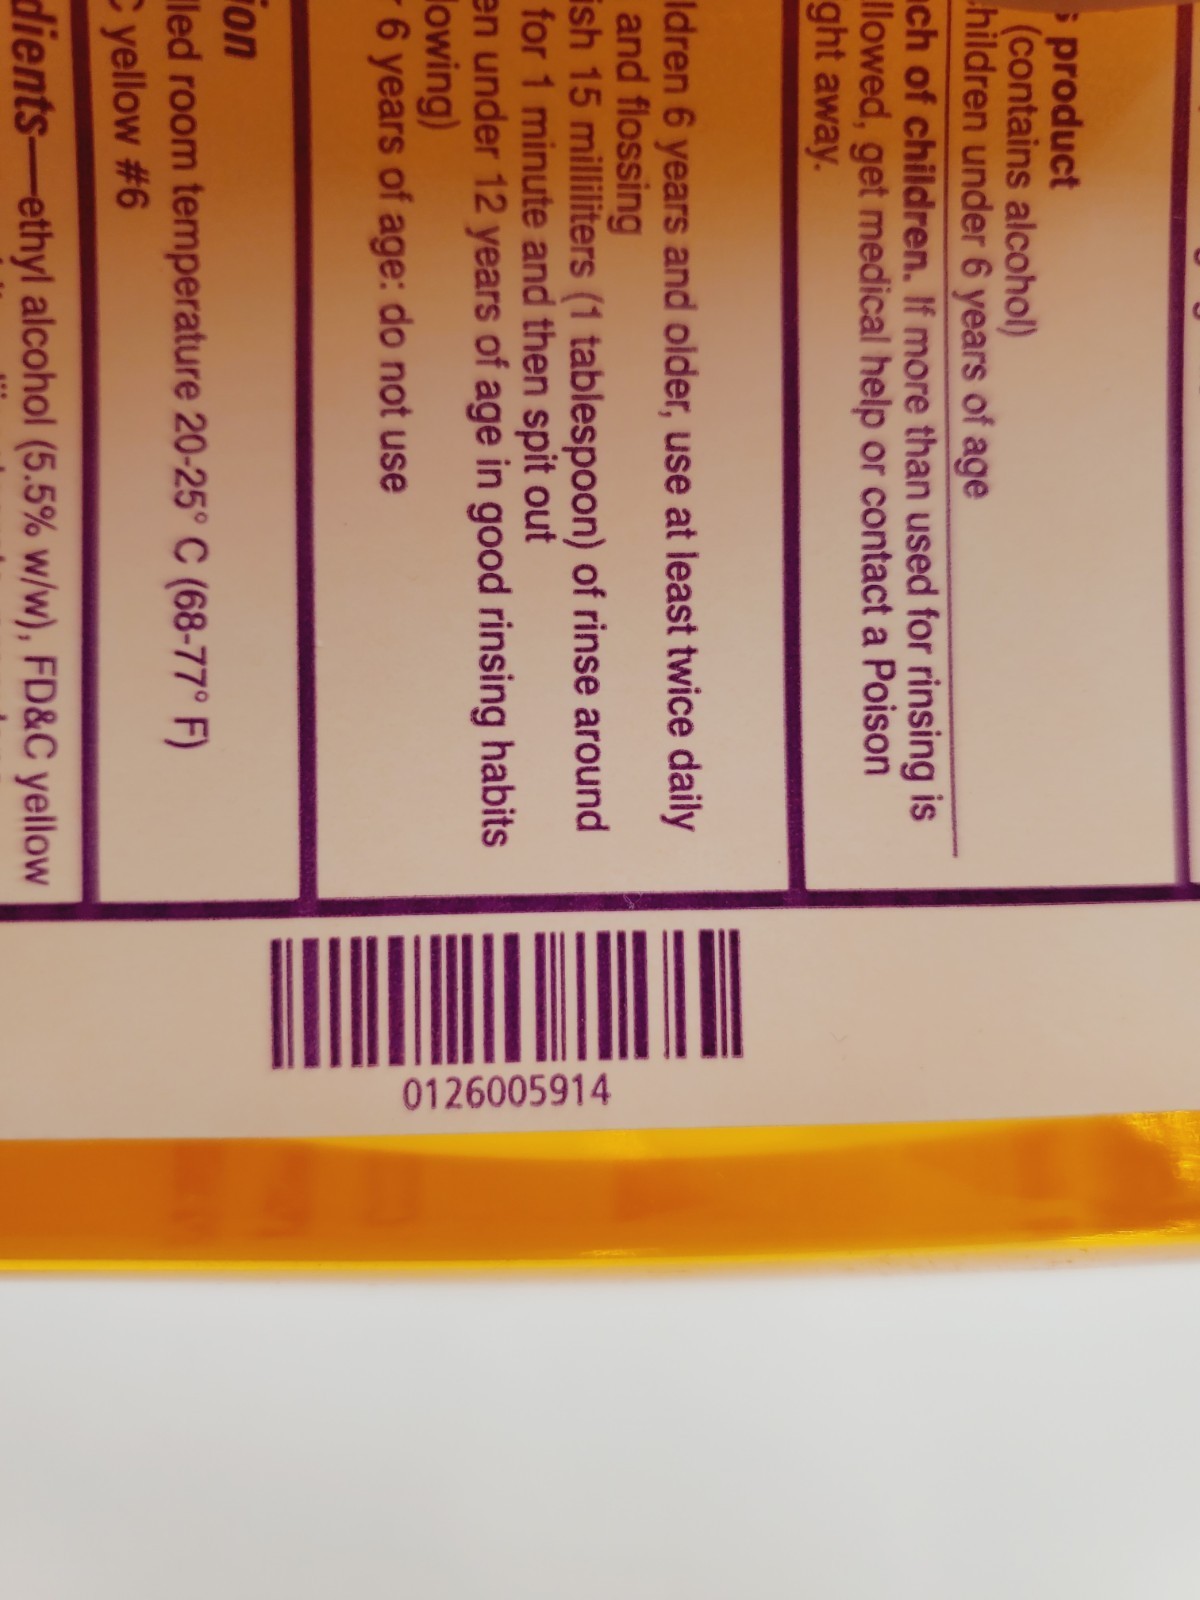 product
(contains alcohol)
children under 6 years of age
ach of children. If more than used for rinsing is
llowed, get medical help or contact a Poison
ght away.
ldren 6 years and older, use at least twice daily
and flossing
ish 15 milliliters (1 tablespoon) of rinse around
for 1 minute and then spit out
en under 12 years of age in good rinsing habits
lowing)
6 years of age: do not use
ion
lled room temperature 20-25° C (68-77° F)
C yellow #6
dients—ethyl alcohol (5.5% w/w), FD&C yellow
0126005914